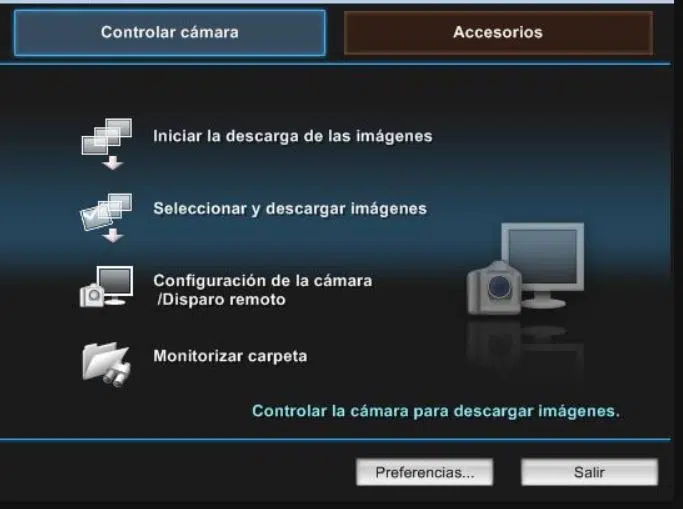 Controlar cámara
Accesorios
Iniciar la descarga de las imágenes
Seleccionar y descargar imágenes
Configuración de la cámara
/Disparo remoto
Monitorizar carpeta
Controlar la cámara para descargar imágenes.
Preferencias...
Salir